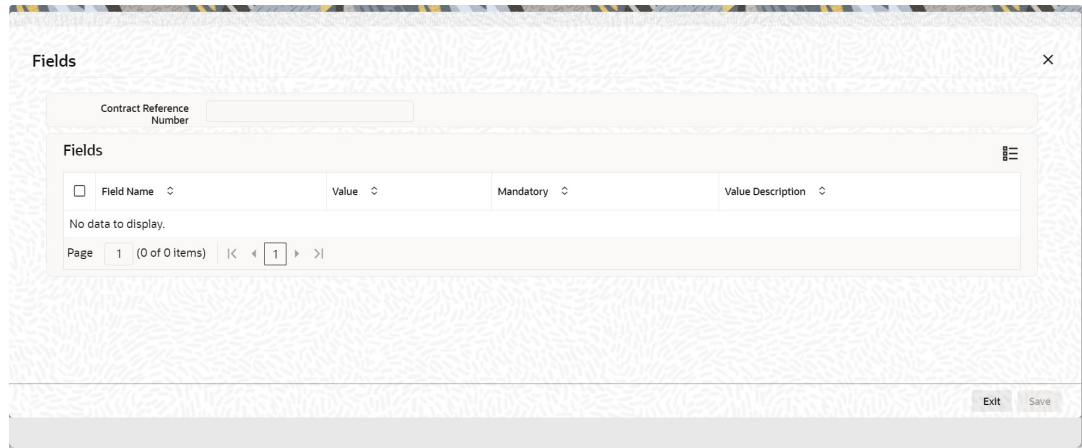 Fields
Contract Reference
Number
Fields
Field Name Value Mandatory Value Description
No data to display.
Page 1 (0 of 0 items) 1
Exit Save